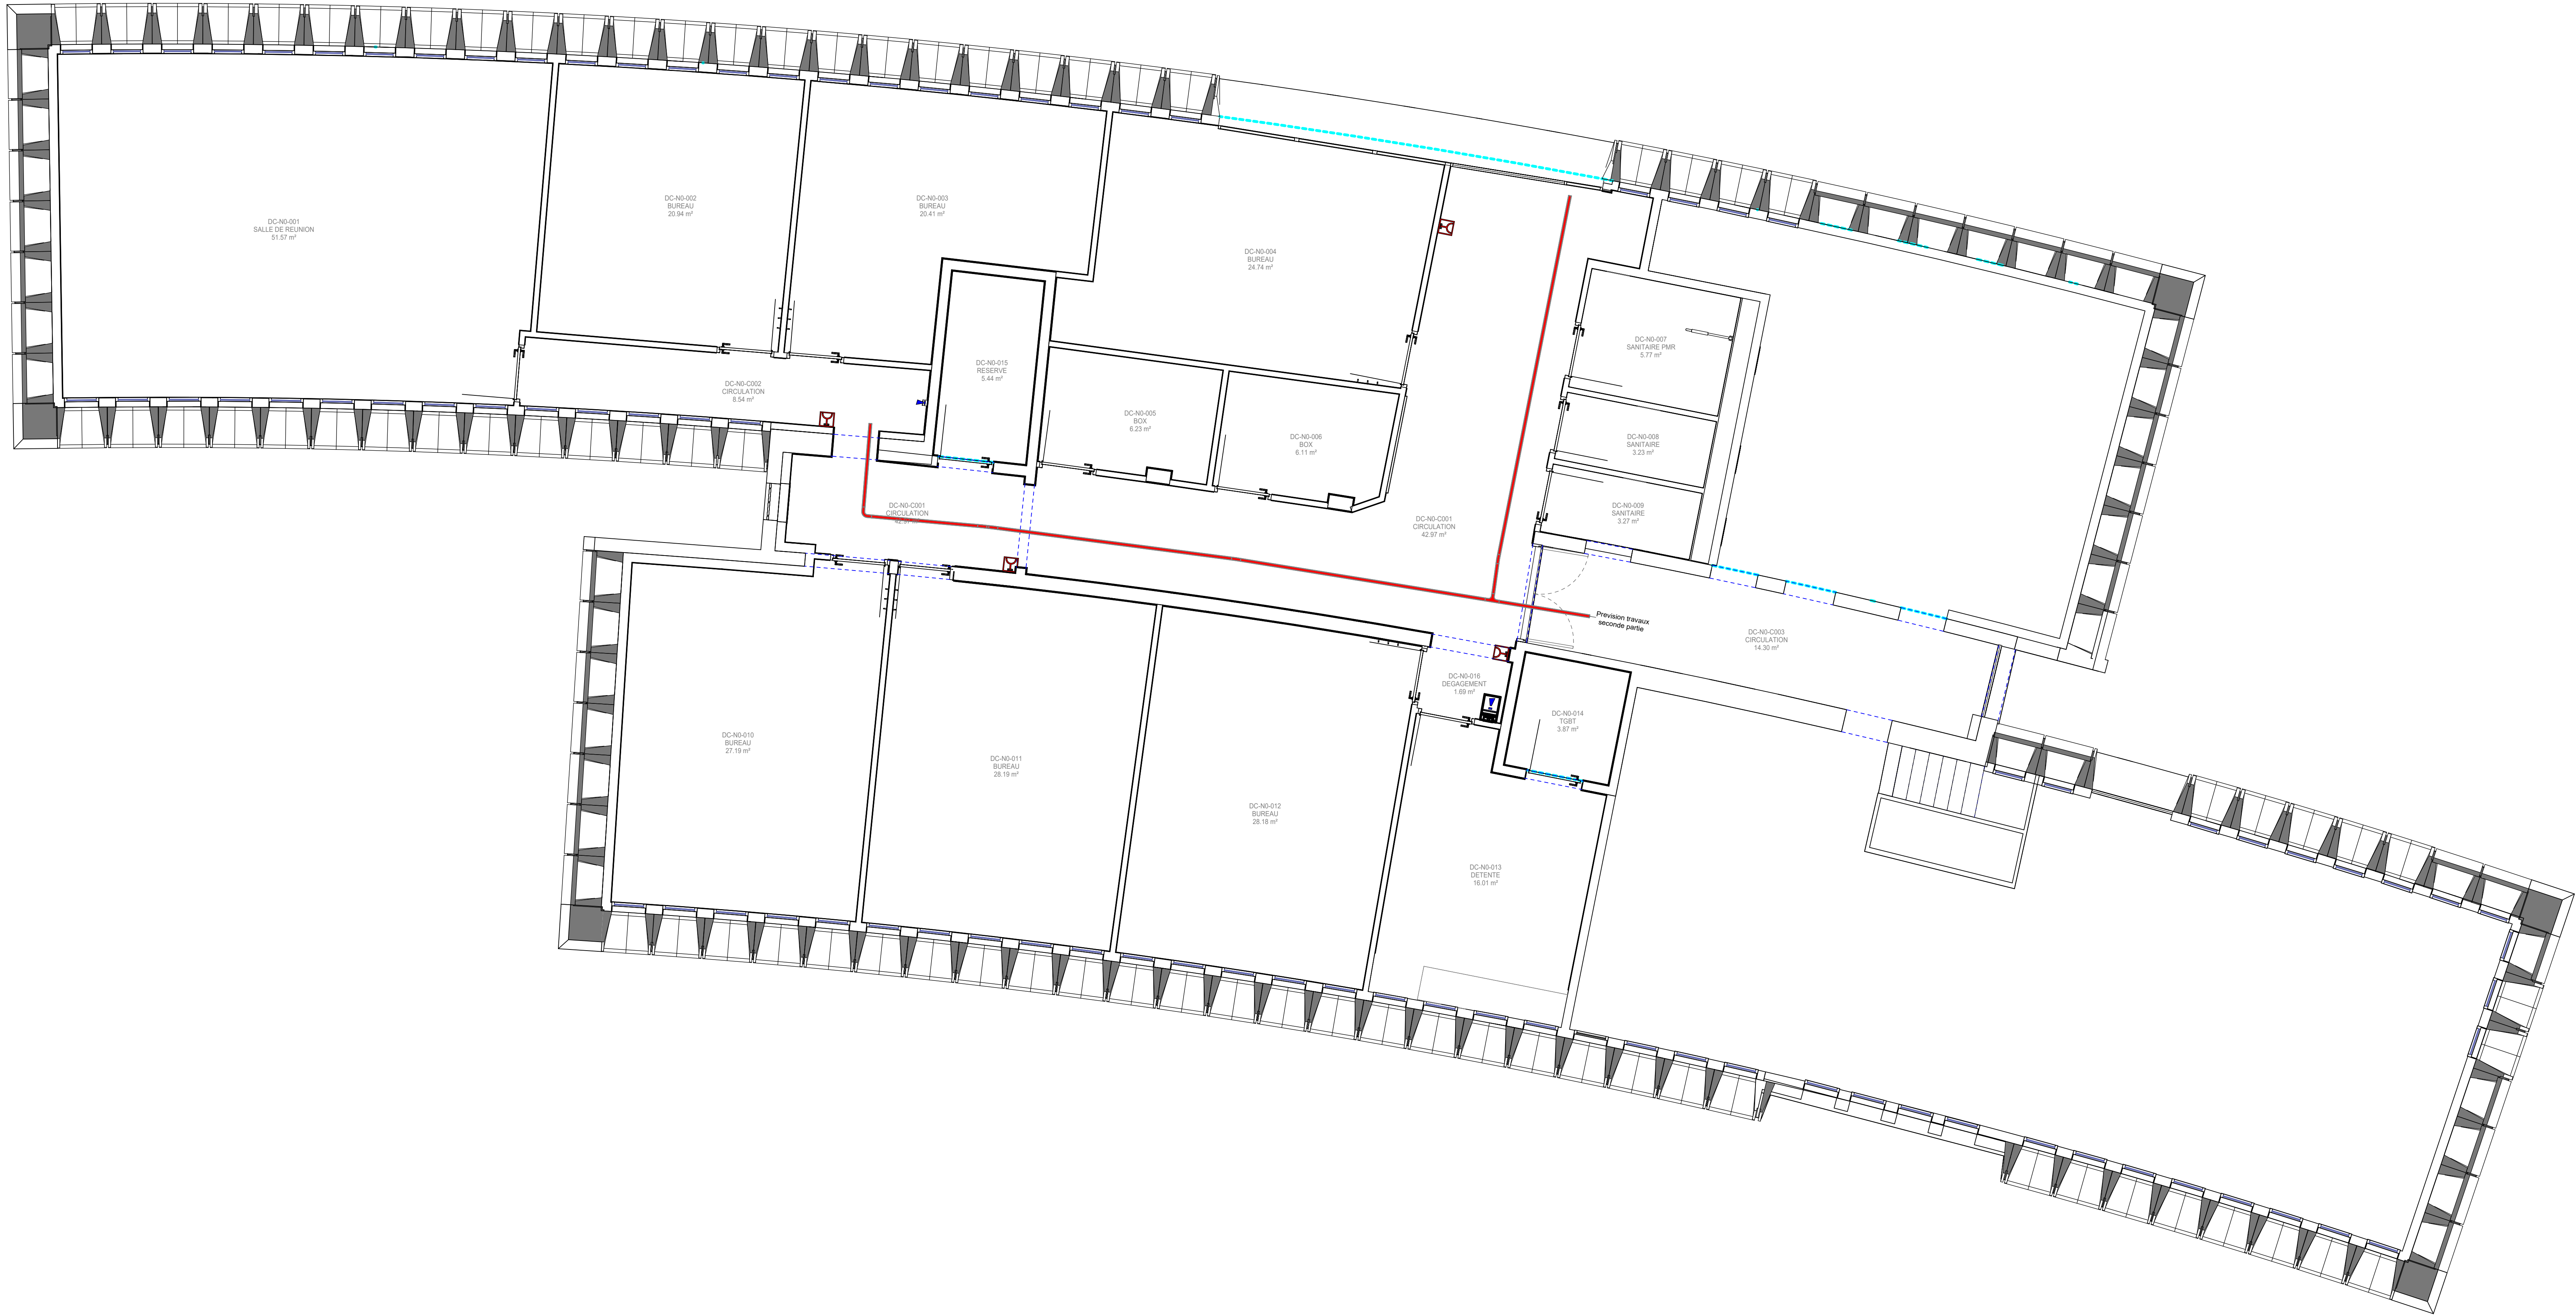 DC-N0-001
SALLE DE REUNION
51.57 m²
DC-N0-002
BUREAU
20.94 m²
DC-N0-003
BUREAU
20.41 m²
DC-N0-004
BUREAU
24.74 m²
DC-N0-007
SANITAIRE PMR
5.77 m²
DC-N0-015
RESERVE
5.44 m²
DC-N0-C002
CIRCULATION
8.54 m²
DC-N0-005
BOX
6.23 m²
DC-N0-006
BOX
6.11 m²
DC-N0-008
SANITAIRE
3.23 m²
DC-N0-009
SANITAIRE
3.27 m²
DC-N0-C001
CIRCULATION
42.97 m²
DC-N0-C001
CIRCULATION
42.97 m²
Prevision travaux
seconde partie
DC-N0-C003
CIRCULATION
14.30 m²
DC-N0-016
DEGAGEMENT
1.69 m²
DC-N0-014
TGBT
3.87 m²
DC-N0-010
BUREAU
27.19 m²
DC-N0-011
BUREAU
28.19 m²
DC-N0-012
BUREAU
28.18 m²
DC-N0-013
DETENTE
16.01 m²